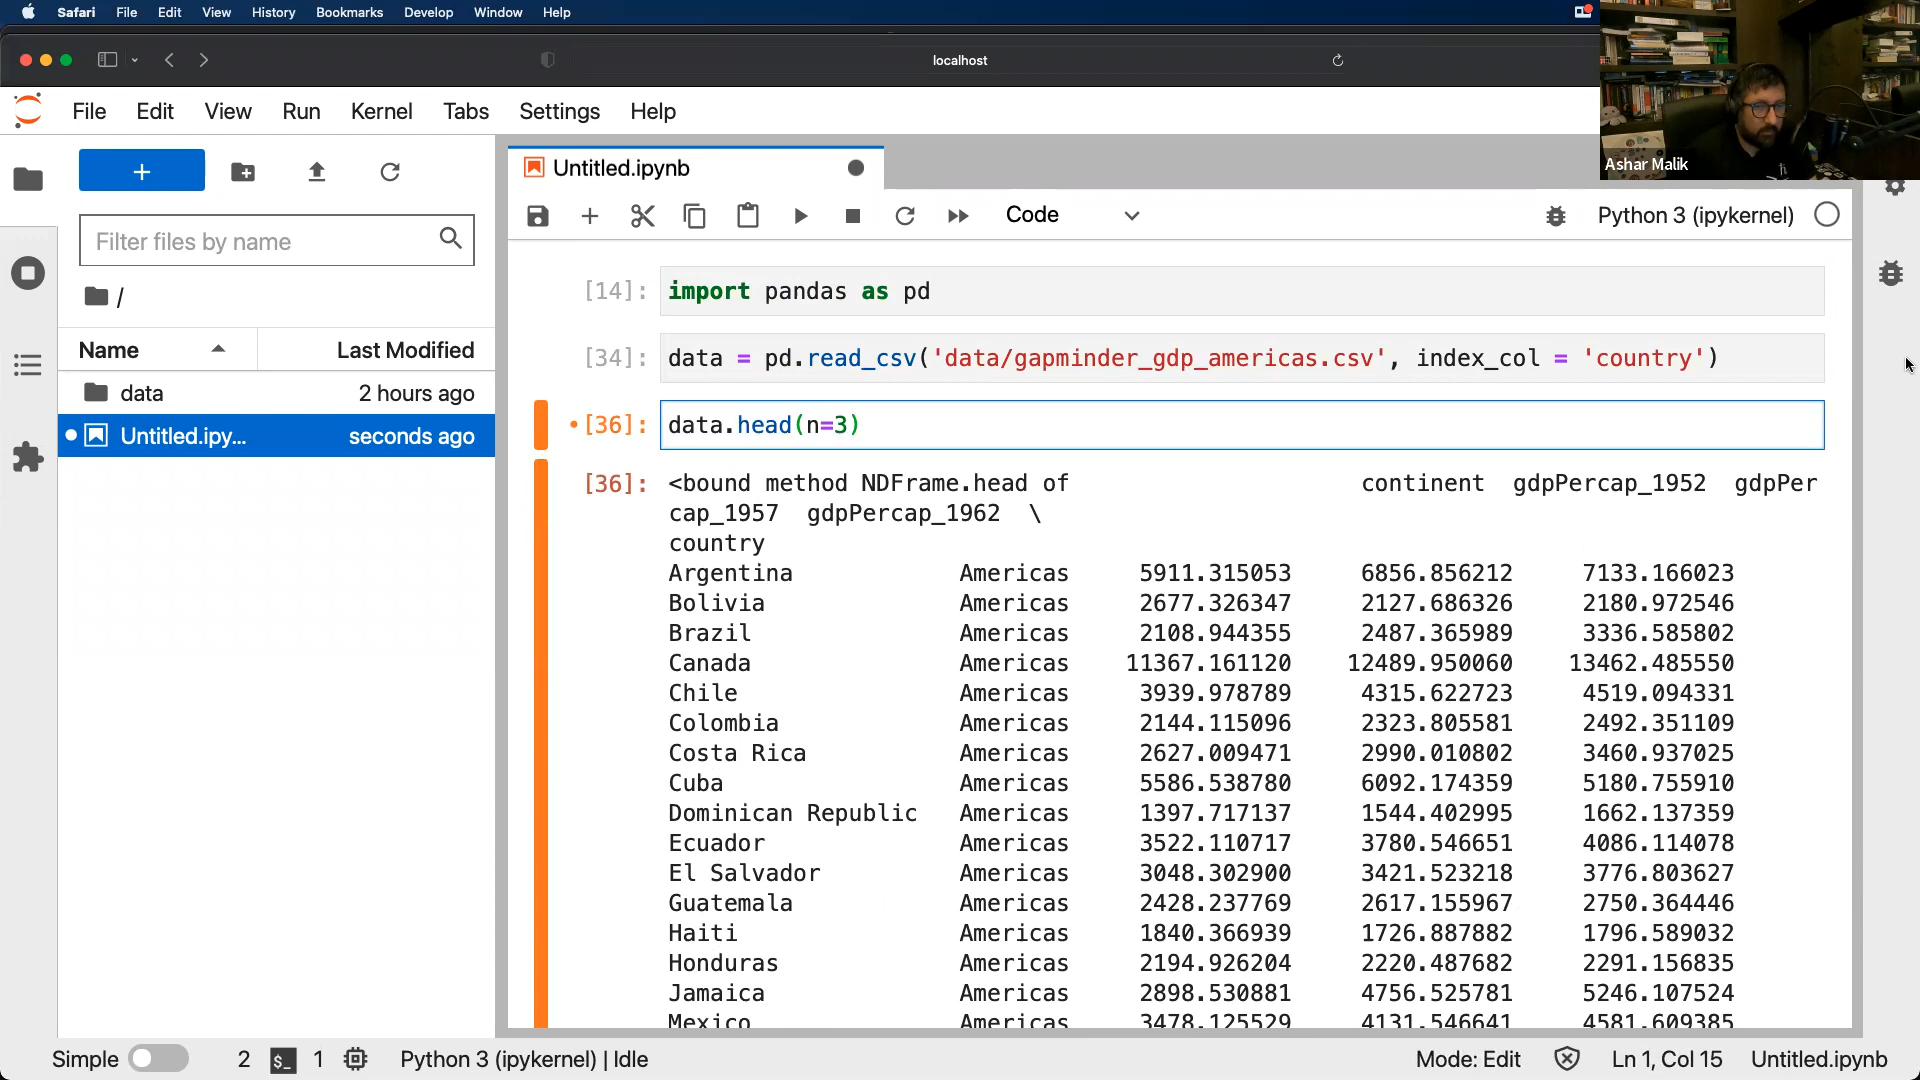 Safari File Edit View History Bookmarks Develop Window Help
localhost
Ashar Malik
File Edit View Run Kernel Tabs Settings Help
+
Filter files by name
/
Name Last Modified
data 2 hours ago
Untitled.ipy... seconds ago
Untitled.ipynb
Code
Python 3 (ipykernel)
[14]: import pandas as pd
[34]: data = pd.read_csv('data/gapminder_gdp_americas.csv', index_col = 'country')
[36]: data.head(n=3)
[36]: <bound method NDFrame.head of continent gdpPercap_1952 gdpPer
cap_1957 gdpPercap_1962 \
country
Argentina Americas 5911.315053 6856.856212 7133.166023
Bolivia Americas 2677.326347 2127.686326 2180.972546
Brazil Americas 2108.944355 2487.365989 3336.585802
Canada Americas 11367.161120 12489.950060 13462.485550
Chile Americas 3939.978789 4315.622723 4519.094331
Colombia Americas 2144.115096 2323.805581 2492.351109
Costa Rica Americas 2627.009471 2990.010802 3460.937025
Cuba Americas 5586.538780 6092.174359 5180.755910
Dominican Republic Americas 1397.717137 1544.402995 1662.137359
Ecuador Americas 3522.110717 3780.546651 4086.114078
El Salvador Americas 3048.302900 3421.523218 3776.803627
Guatemala Americas 2428.237769 2617.155967 2750.364446
Haiti Americas 1840.366939 1726.887882 1796.589032
Honduras Americas 2194.926204 2220.487682 2291.156835
Jamaica Americas 2898.530881 4756.525781 5246.107524
Mexico Americas 3478.125529 4131.546641 4581.609385
Simple 2 $_ 1 Python 3 (ipykernel) | Idle Mode: Edit Ln 1, Col 15 Untitled.ipynb